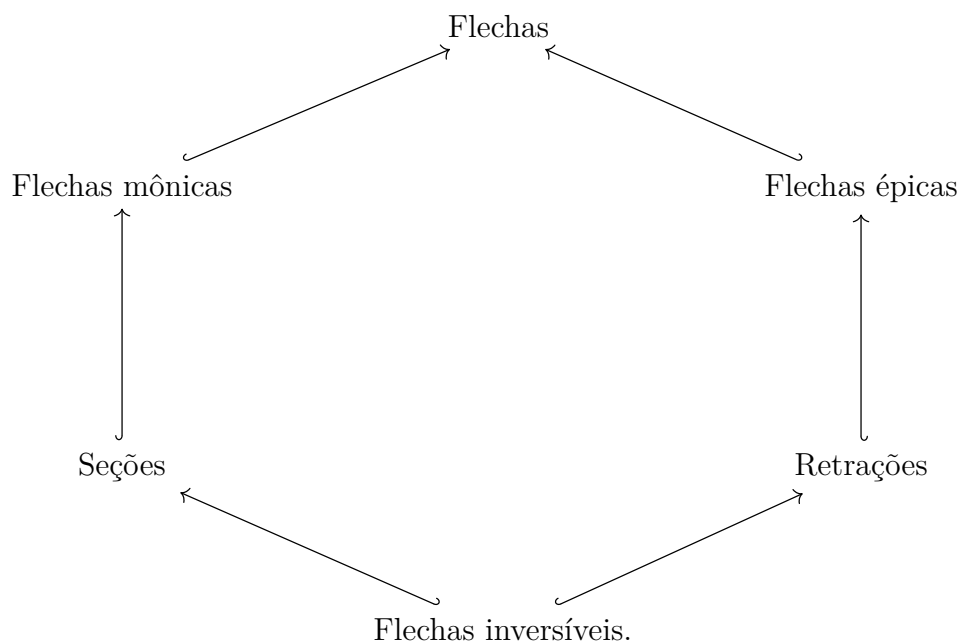 Flechas
Flechas mônicas
Flechas épicas
Seções
Retrações
Flechas inversíveis.